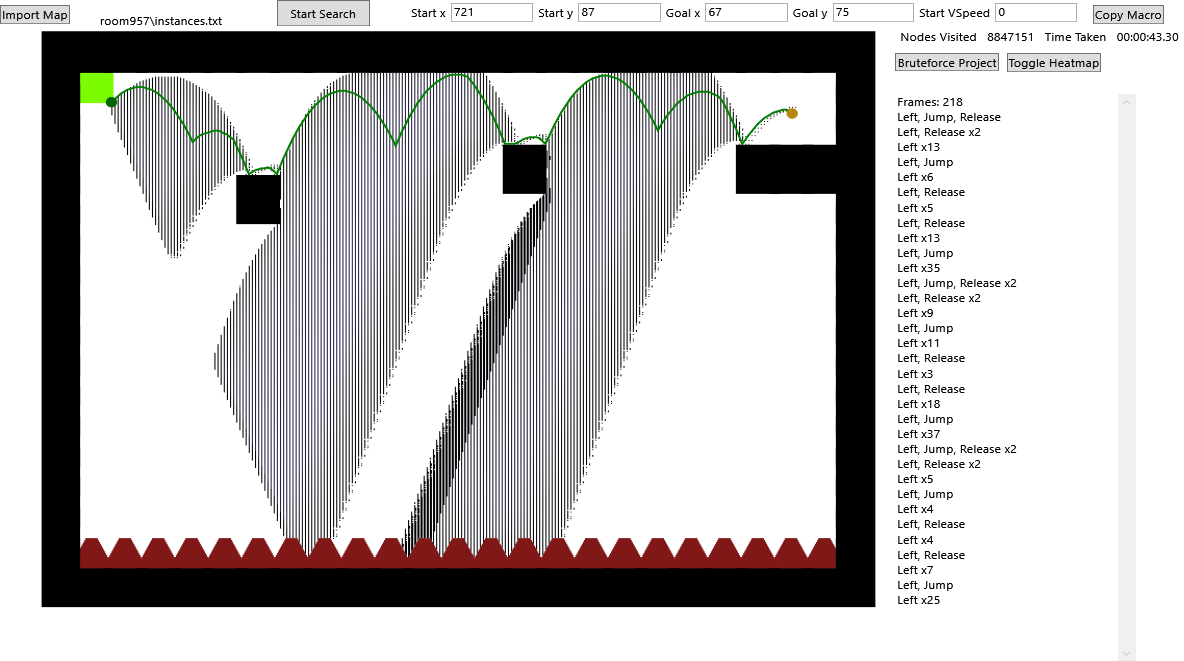 Import Map
room957\instances.txt
Start Search
Start x 721 Start y 87 Goal x 67 Goal y 75 Start VSpeed 0
Copy Macro
Nodes Visited 8847151 Time Taken 00:00:43.30
Bruteforce Project Toggle Heatmap
Frames: 218
Left, Jump, Release
Left, Release x2
Left x13
Left, Jump
Left x6
Left, Release
Left x5
Left, Release
Left x13
Left, Jump
Left x35
Left, Jump, Release x2
Left, Release x2
Left x9
Left, Jump
Left x11
Left, Release
Left x3
Left, Release
Left x18
Left, Jump
Left x37
Left, Jump, Release x2
Left, Release x2
Left x5
Left, Jump
Left x4
Left, Release
Left x4
Left, Release
Left x7
Left, Jump
Left x25